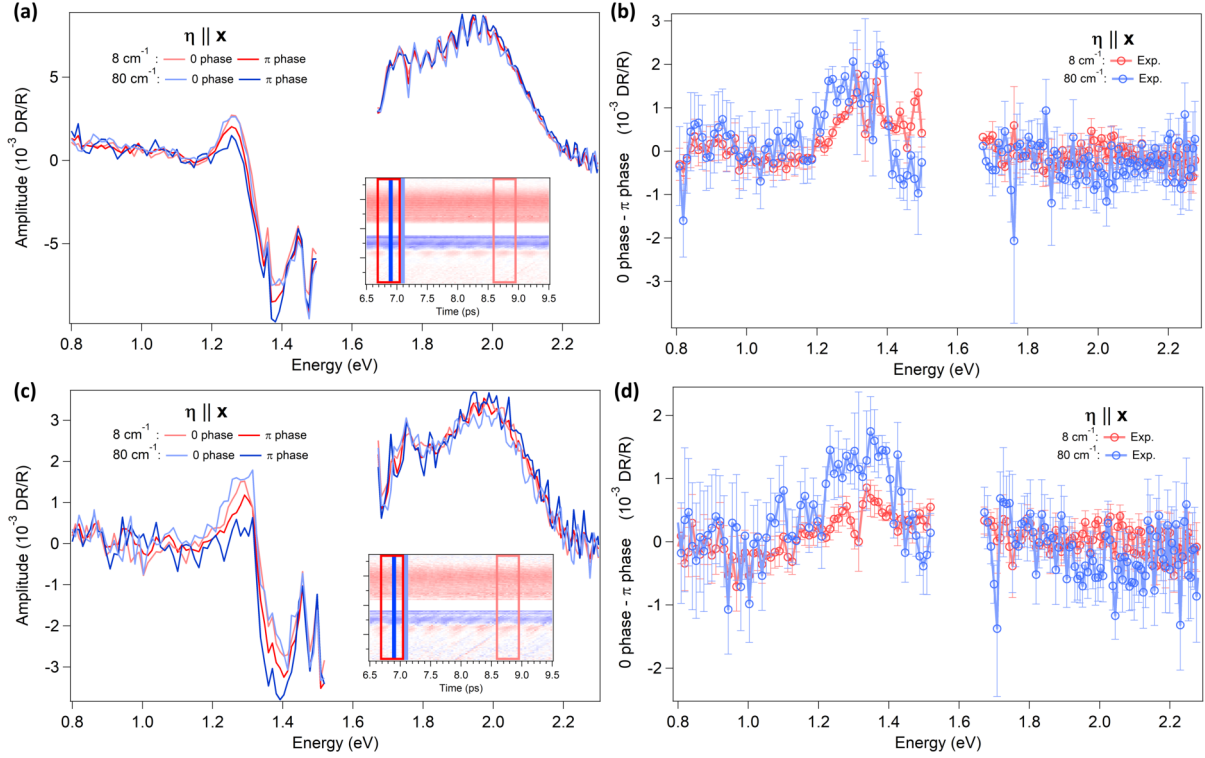 (a)
η || x
8 cm⁻¹ : 0 phase π phase
80 cm⁻¹ : 0 phase π phase
Amplitude (10⁻³ DR/R)
5
0
-5
6.5 7.0 7.5 8.0 8.5 9.0 9.5
Time (ps)
0.8 1.0 1.2 1.4 1.6 1.8 2.0 2.2
Energy (eV)
(b)
η || x
8 cm⁻¹: Exp.
80 cm⁻¹: Exp.
0 phase - π phase (10⁻³ DR/R)
3
2
1
0
-1
-2
-3
0.8 1.0 1.2 1.4 1.6 1.8 2.0 2.2
Energy (eV)
(c)
η || x
8 cm⁻¹ : 0 phase π phase
80 cm⁻¹ : 0 phase π phase
Amplitude (10⁻³ DR/R)
3
2
1
0
-1
-2
-3
6.5 7.0 7.5 8.0 8.5 9.0 9.5
Time (ps)
0.8 1.0 1.2 1.4 1.6 1.8 2.0 2.2
Energy (eV)
(d)
η || x
8 cm⁻¹: Exp.
80 cm⁻¹: Exp.
0 phase - π phase (10⁻³ DR/R)
2
1
0
-1
-2
0.8 1.0 1.2 1.4 1.6 1.8 2.0 2.2
Energy (eV)